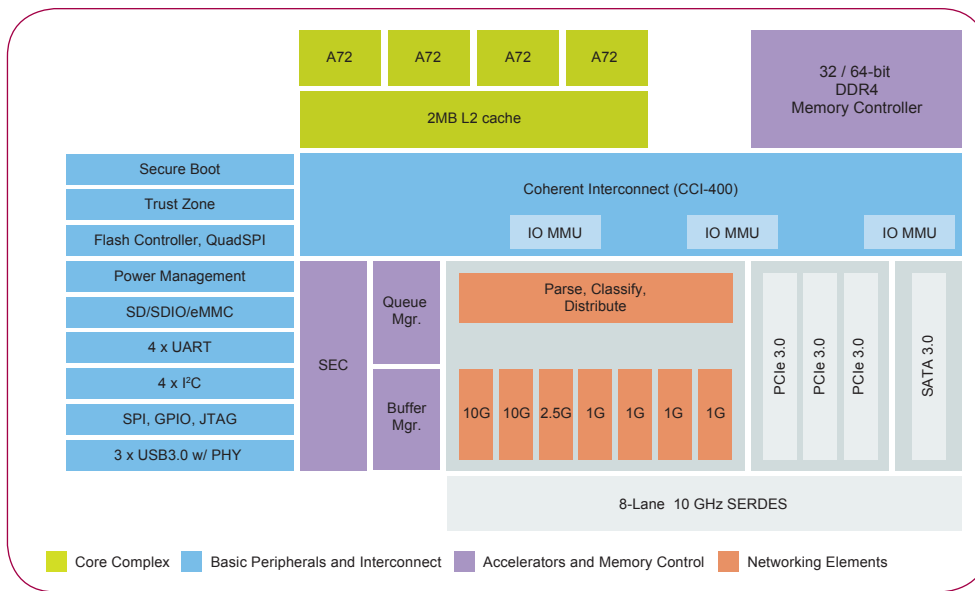 A72
A72
A72
A72
32 / 64-bit
DDR4
Memory Controller
2MB L2 cache
Secure Boot
Trust Zone
Flash Controller, QuadSPI
Power Management
SD/SDIO/eMMC
4 x UART
4 x I²C
SPI, GPIO, JTAG
3 x USB3.0 w/ PHY
Coherent Interconnect (CCI-400)
IO MMU
IO MMU
IO MMU
SEC
Queue
Mgr.
Buffer
Mgr.
Parse, Classify,
Distribute
10G
10G
2.5G
1G
1G
1G
1G
PCIe 3.0
PCIe 3.0
PCIe 3.0
SATA 3.0
8-Lane 10 GHz SERDES
Core Complex
Basic Peripherals and Interconnect
Accelerators and Memory Control
Networking Elements